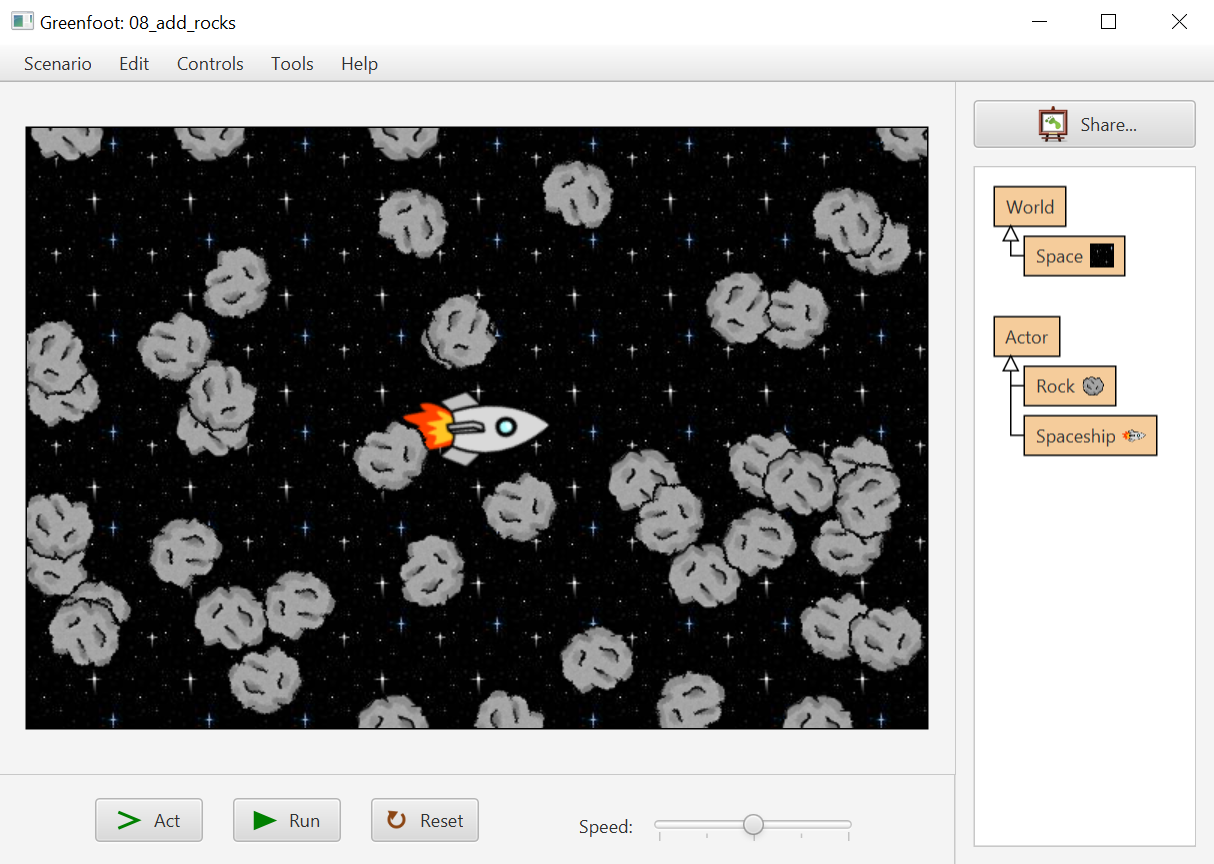 Greenfoot: 08_add_rocks
Scenario Edit Controls Tools Help
Share...
World
Space
Actor
Rock
Spaceship
Act Run Reset Speed: